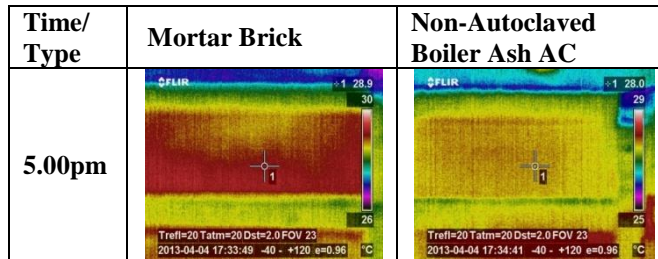 Time/
Type
Mortar Brick
Non-Autoclaved
Boiler Ash AC
5.00pm
FLIR
1 28.9
30
1
26
Trefl=20 Tatm=20 Dst=2.0 FOV 23
2013-04-04 17:33:49 -40 - +120 e=0.96 °C
FLIR
1 28.0
29
1
25
Trefl=20 Tatm=20 Dst=2.0 FOV 23
2013-04-04 17:34:41 -40 - +120 e=0.96 °C